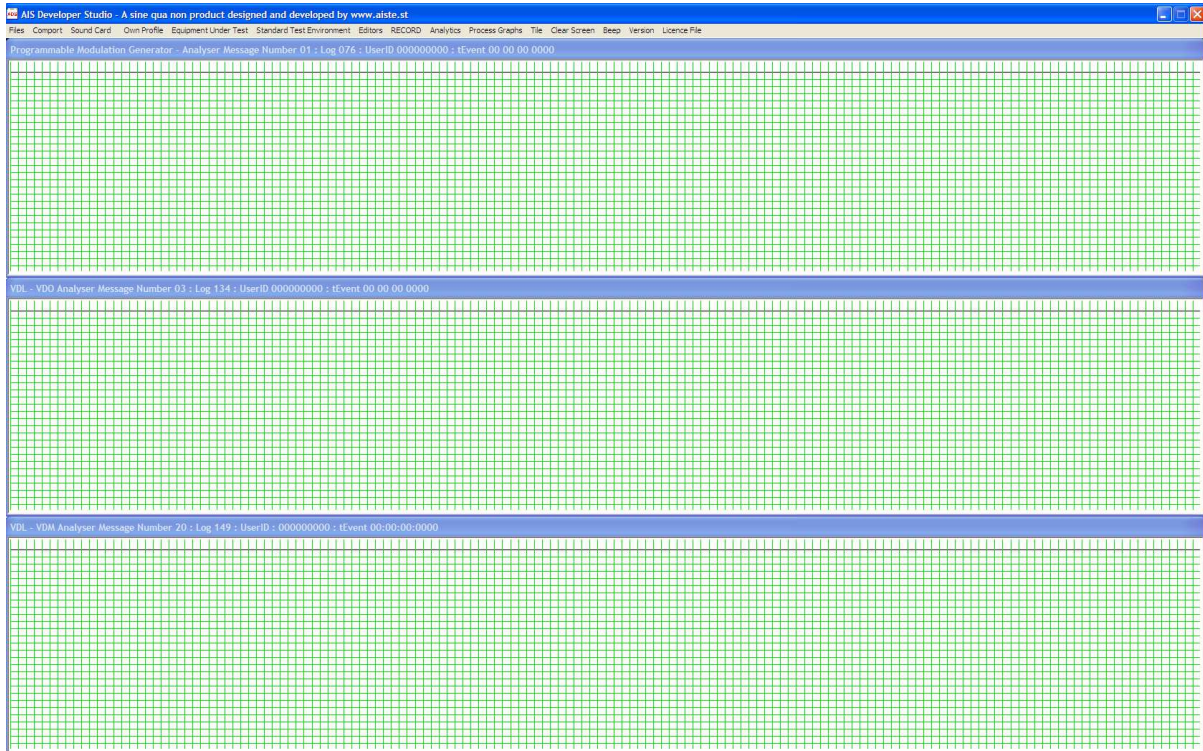 AIS Developer Studio - A sine qua non product designed and developed by www.aiste.st
Files Comport Sound Card Own Profile Equipment Under Test Standard Test Environment Editors RECORD Analytics Process Graphs Tile Clear Screen Beep Version Licence File
Programmable Modulation Generator - Analyser Message Number 01 : Log 076 : UserID 000000000 : tEvent 00 00 00 0000
VDL - VDO Analyser Message Number 03 : Log 134 : UserID 000000000 : tEvent 00 00 00 0000
VDL - VDM Analyser Message Number 20 : Log 149 : UserID : 000000000 : tEvent 00:00:00:0000